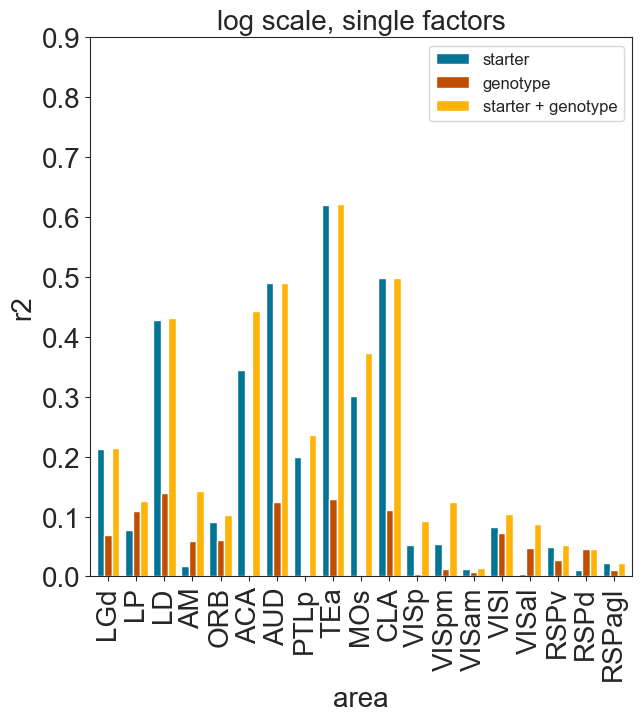 log scale, single factors
starter
genotype
starter + genotype
r2
0.9
0.8
0.7
0.6
0.5
0.4
0.3
0.2
0.1
0.0
LGd
LP
LD
AM
ORB
ACA
AUD
PTLp
TEa
MOs
CLA
VISp
VISpm
VISam
VISl
VISal
RSPv
RSPd
RSPagl
area